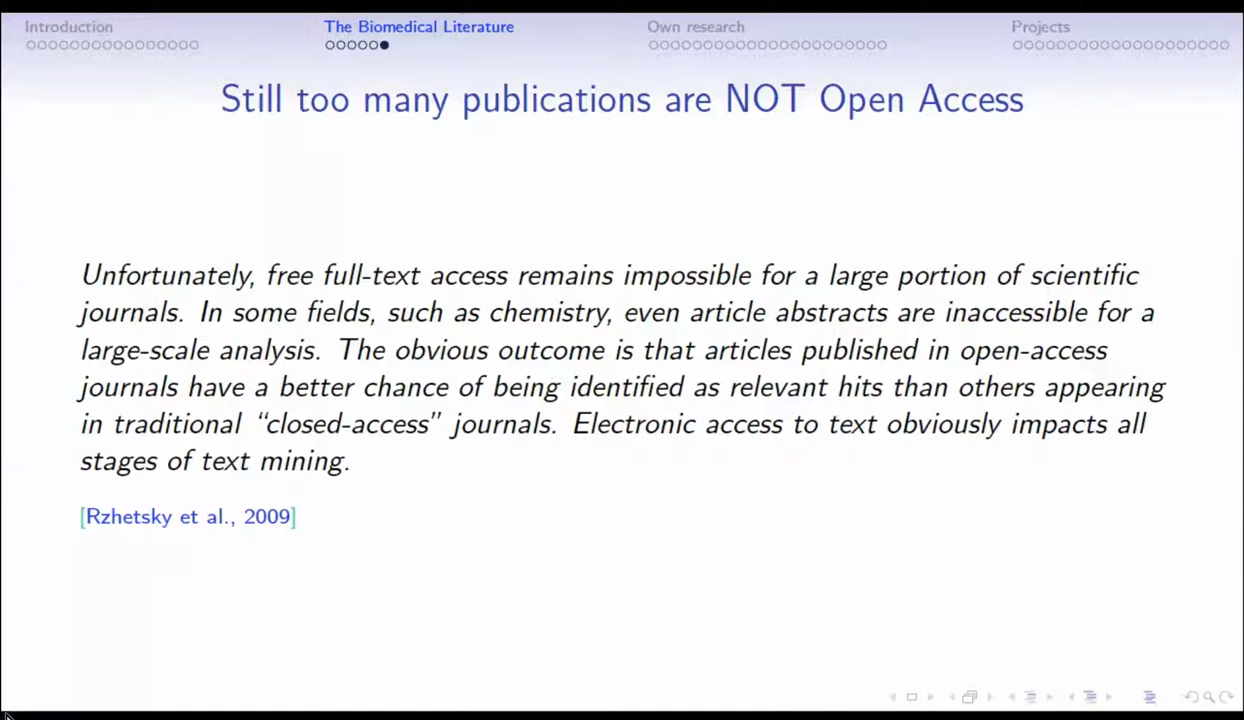 Introduction
The Biomedical Literature
Own research
Projects
Still too many publications are NOT Open Access
Unfortunately, free full-text access remains impossible for a large portion of scientific
journals. In some fields, such as chemistry, even article abstracts are inaccessible for a
large-scale analysis. The obvious outcome is that articles published in open-access
journals have a better chance of being identified as relevant hits than others appearing
in traditional “closed-access” journals. Electronic access to text obviously impacts all
stages of text mining.
[Rzhetsky et al., 2009]